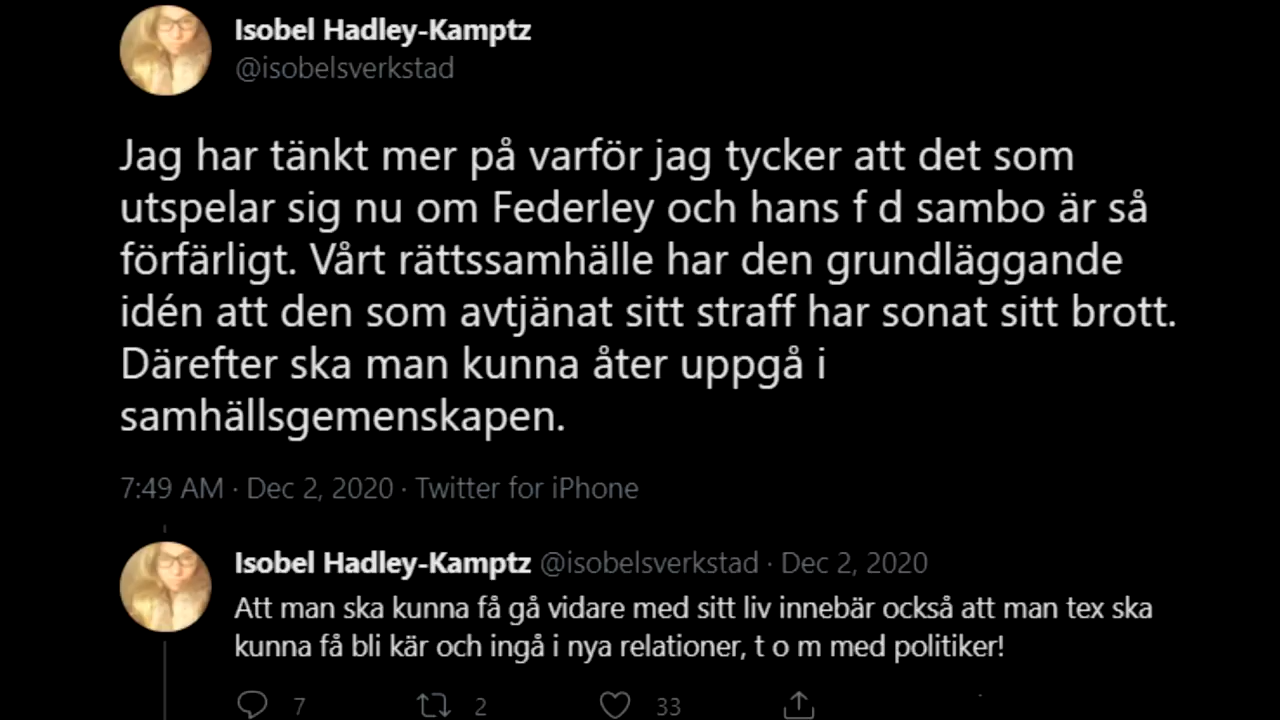 Isobel Hadley-Kamptz
@isobelsverkstad
Jag har tänkt mer på varför jag tycker att det som
utspelar sig nu om Federley och hans f d sambo är så
förfärligt. Vårt rättssamhälle har den grundläggande
idén att den som avtjänat sitt straff har sonat sitt brott.
Därefter ska man kunna åter uppgå i
samhällsgemenskapen.
7:49 AM · Dec 2, 2020 · Twitter for iPhone
Isobel Hadley-Kamptz @isobelsverkstad · Dec 2, 2020
Att man ska kunna få gå vidare med sitt liv innebär också att man tex ska
kunna få bli kär och ingå i nya relationer, t o m med politiker!
7 2 33